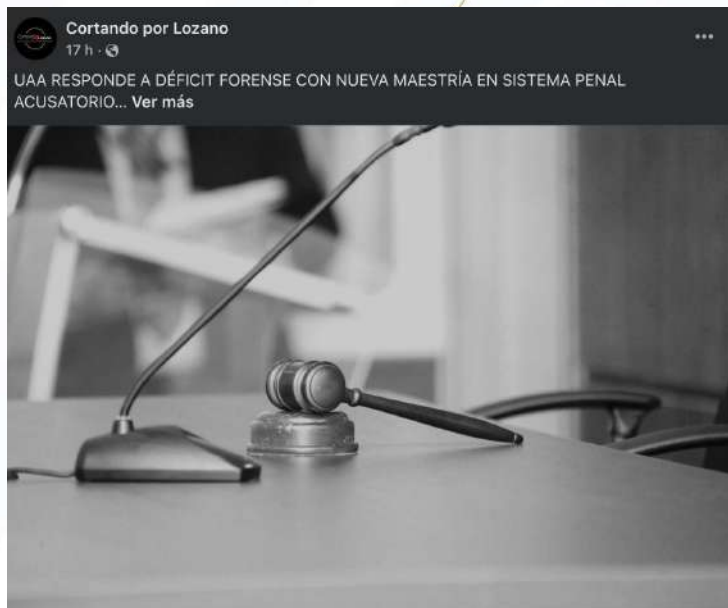 Cortando por Lozano
17 h ·
UAA RESPONDE A DÉFICIT FORENSE CON NUEVA MAESTRÍA EN SISTEMA PENAL
ACUSATORIO... Ver más